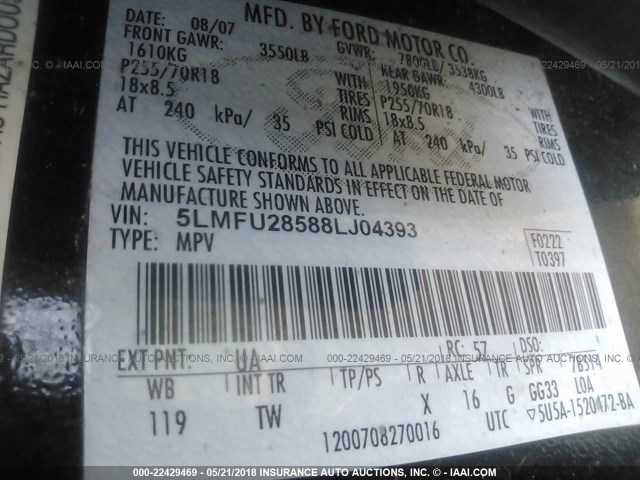 MFD. BY FORD MOTOR CO.
DATE: 08/07 GVWR: 7800LB/ 3538KG
FRONT GAWR: 3550LB REAR GAWR: 4300LB
1610KG WITH 1950KG WITH
P255/70R18 TIRES P255/70R18 TIRES
18x8.5 RIMS 18x8.5 RIMS
AT 240 kPa/ 35 PSI COLD AT 240 kPa/ 35 PSI COLD
THIS VEHICLE CONFORMS TO ALL APPLICABLE FEDERAL MOTOR
VEHICLE SAFETY STANDARDS IN EFFECT ON THE DATE OF
MANUFACTURE SHOWN ABOVE.
VIN: 5LMFU28588LJ04393
TYPE: MPV
F0222
T0397
EXT PNT: UA RC: 57 DSO:
WB INT TR TP/PS R AXLE TR SPR
119 TW X 16 G GG33 LOA
1200708270016 UTC ▽5U5A-1520472-BA
000-22429469 - 05/21/2018 INSURANCE AUTO AUCTIONS, INC. - © IAAI.COM